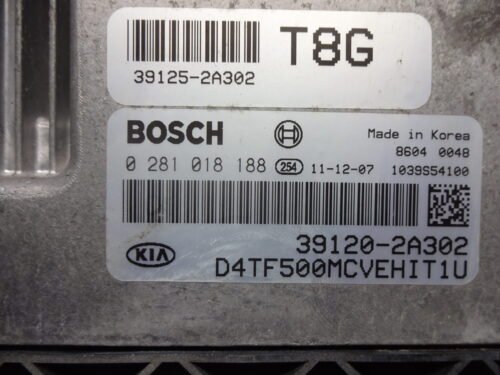 T8G
39125-2A302
BOSCH
Made in Korea
8604 0048
0 281 018 188 254 11-12-07 1039S54100
39120-2A302
KIA D4TF500MCVEHIT1U